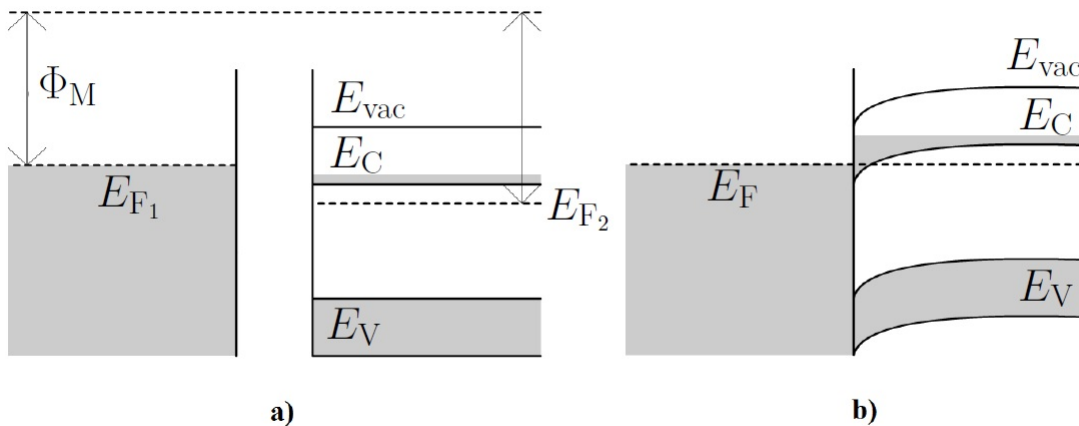 Φ_M
E_vac
E_C
E_F₁
E_F₂
E_V
a)
E_vac
E_C
E_F
E_V
b)